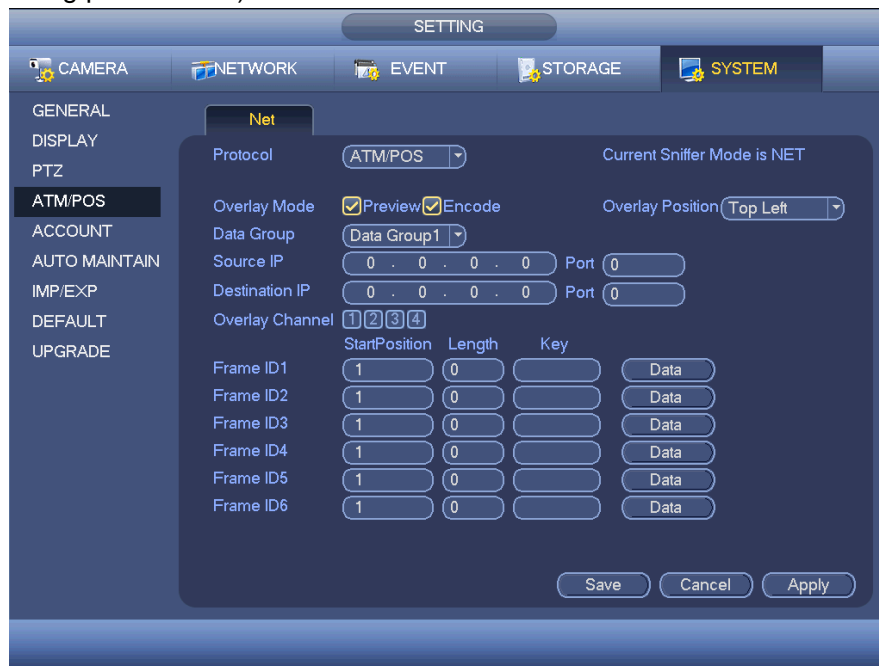 SETTING
CAMERA NETWORK EVENT STORAGE SYSTEM
GENERAL
DISPLAY
PTZ
ATM/POS
ACCOUNT
AUTO MAINTAIN
IMP/EXP
DEFAULT
UPGRADE
Net
Protocol ATM/POS Current Sniffer Mode is NET
Overlay Mode Preview Encode Overlay Position Top Left
Data Group Data Group1
Source IP 0 . 0 . 0 . 0 Port 0
Destination IP 0 . 0 . 0 . 0 Port 0
Overlay Channel 1 2 3 4
StartPosition Length Key
Frame ID1 1 0 Data
Frame ID2 1 0 Data
Frame ID3 1 0 Data
Frame ID4 1 0 Data
Frame ID5 1 0 Data
Frame ID6 1 0 Data
Save Cancel Apply